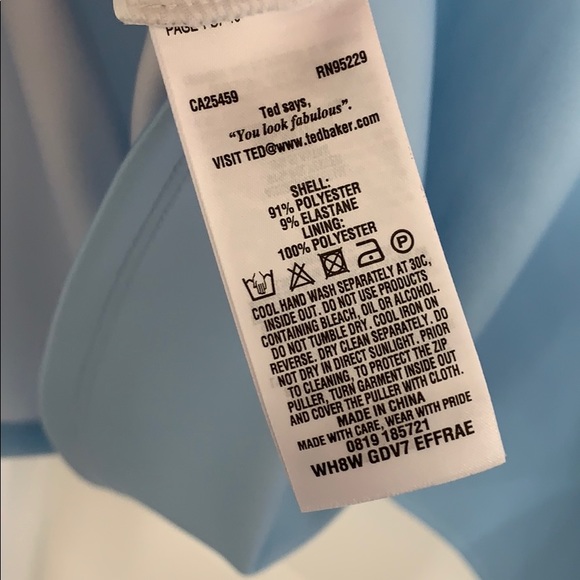 PAGE 1 OF 10
CA25459 RN95229
Ted says,
"You look fabulous".
VISIT TED@www.tedbaker.com
SHELL:
91% POLYESTER
9% ELASTANE
LINING:
100% POLYESTER
COOL HAND WASH SEPARATELY AT 30C,
INSIDE OUT. DO NOT USE PRODUCTS
CONTAINING BLEACH, OIL OR ALCOHOL.
DO NOT TUMBLE DRY. COOL IRON ON
REVERSE. DRY CLEAN SEPARATELY. DO
NOT DRY IN DIRECT SUNLIGHT. PRIOR
TO CLEANING, TO PROTECT THE ZIP
PULLER, TURN GARMENT INSIDE OUT
AND COVER THE PULLER WITH CLOTH.
MADE IN CHINA
MADE WITH CARE, WEAR WITH PRIDE
0819 185721
WH8W GDV7 EFFRAE